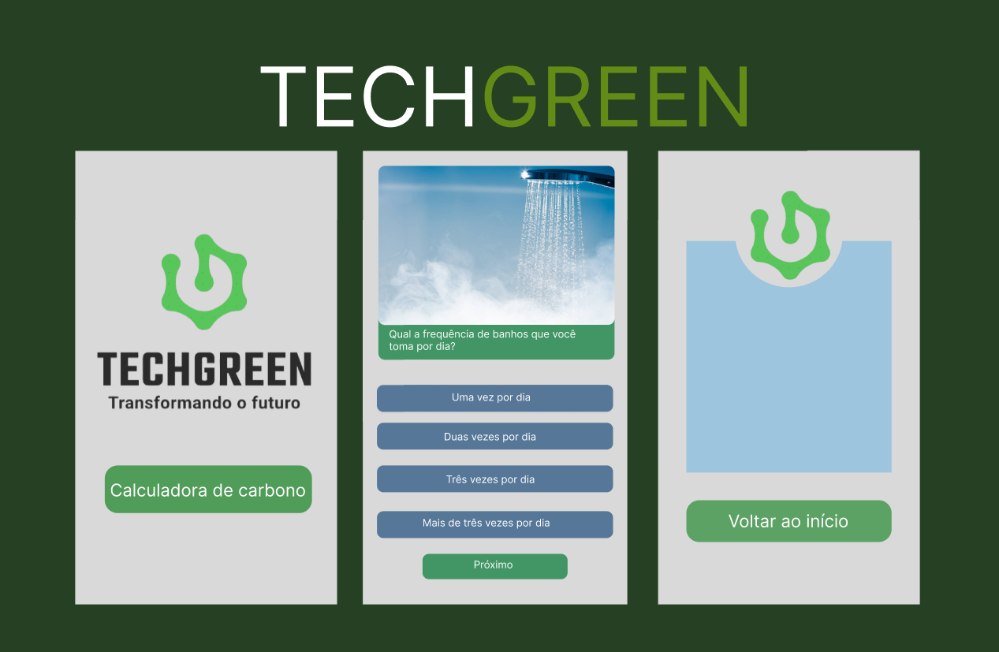 TECHGREEN
TECHGREEN
Transformando o futuro
Calculadora de carbono
Qual a frequência de banhos que você
toma por dia?
Uma vez por dia
Duas vezes por dia
Três vezes por dia
Mais de três vezes por dia
Próximo
Voltar ao início